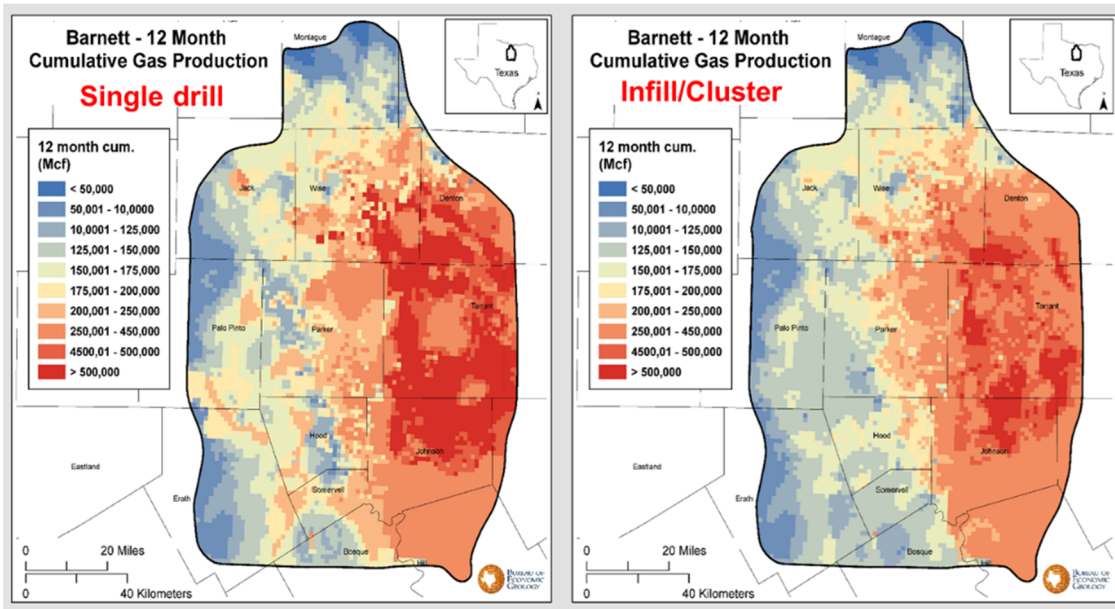 Barnett - 12 Month
Cumulative Gas Production
Single drill
12 month cum.
(Mcf)
< 50,000
50,001 - 10,0000
10,0001 - 125,000
125,001 - 150,000
150,001 - 175,000
175,001 - 200,000
200,001 - 250,000
250,001 - 450,000
4500,01 - 500,000
> 500,000
Texas
Montague
Jack
Wise
Denton
Palo Pinto
Parker
Tarrant
Hood
Johnson
Eastland
Erath
Somervell
Bosque
Hill
0 20 Miles
0 40 Kilometers
BUREAU OF
ECONOMIC
GEOLOGY
Barnett - 12 Month
Cumulative Gas Production
Infill/Cluster
12 month cum.
(Mcf)
< 50,000
50,001 - 10,0000
10,0001 - 125,000
125,001 - 150,000
150,001 - 175,000
175,001 - 200,000
200,001 - 250,000
250,001 - 450,000
4500,01 - 500,000
> 500,000
Texas
Montague
Jack
Wise
Denton
Palo Pinto
Parker
Tarrant
Hood
Johnson
Eastland
Erath
Somervell
Bosque
Hill
0 20 Miles
0 40 Kilometers
BUREAU OF
ECONOMIC
GEOLOGY